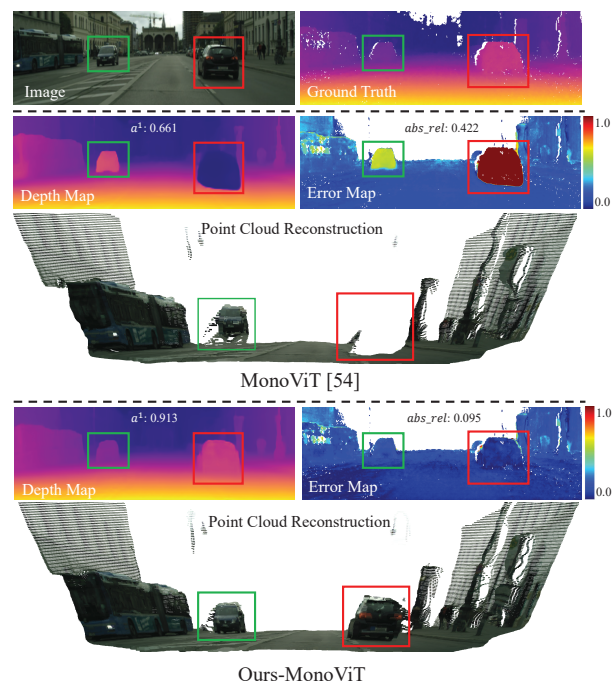 Image
Ground Truth
a¹: 0.661
abs_rel: 0.422
1.0
Depth Map
Error Map
0.0
Point Cloud Reconstruction
MonoViT [54]
a¹: 0.913
abs_rel: 0.095
1.0
Depth Map
Error Map
0.0
Point Cloud Reconstruction
Ours-MonoViT